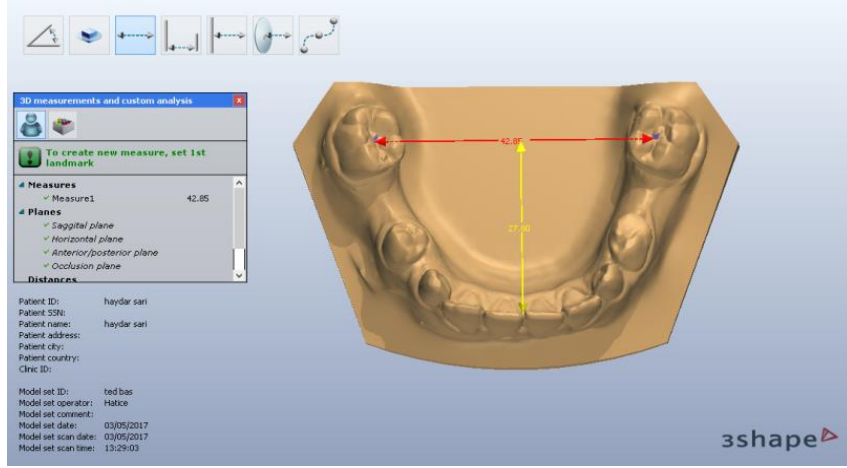 3D measurements and custom analysis
To create new measure, set 1st
landmark
Measures
Measure1 42.85
Planes
Saggital plane
Horizontal plane
Anterior/posterior plane
Occlusion plane
Distances
42.85
27.60
Patient ID: haydar sari
Patient SSN:
Patient name: haydar sari
Patient address:
Patient city:
Patient country:
Clinic ID:
Model set ID: ted bas
Model set operator: Hatice
Model set comment:
Model set date: 03/05/2017
Model set scan date: 03/05/2017
Model set scan time: 13:29:03
3shape